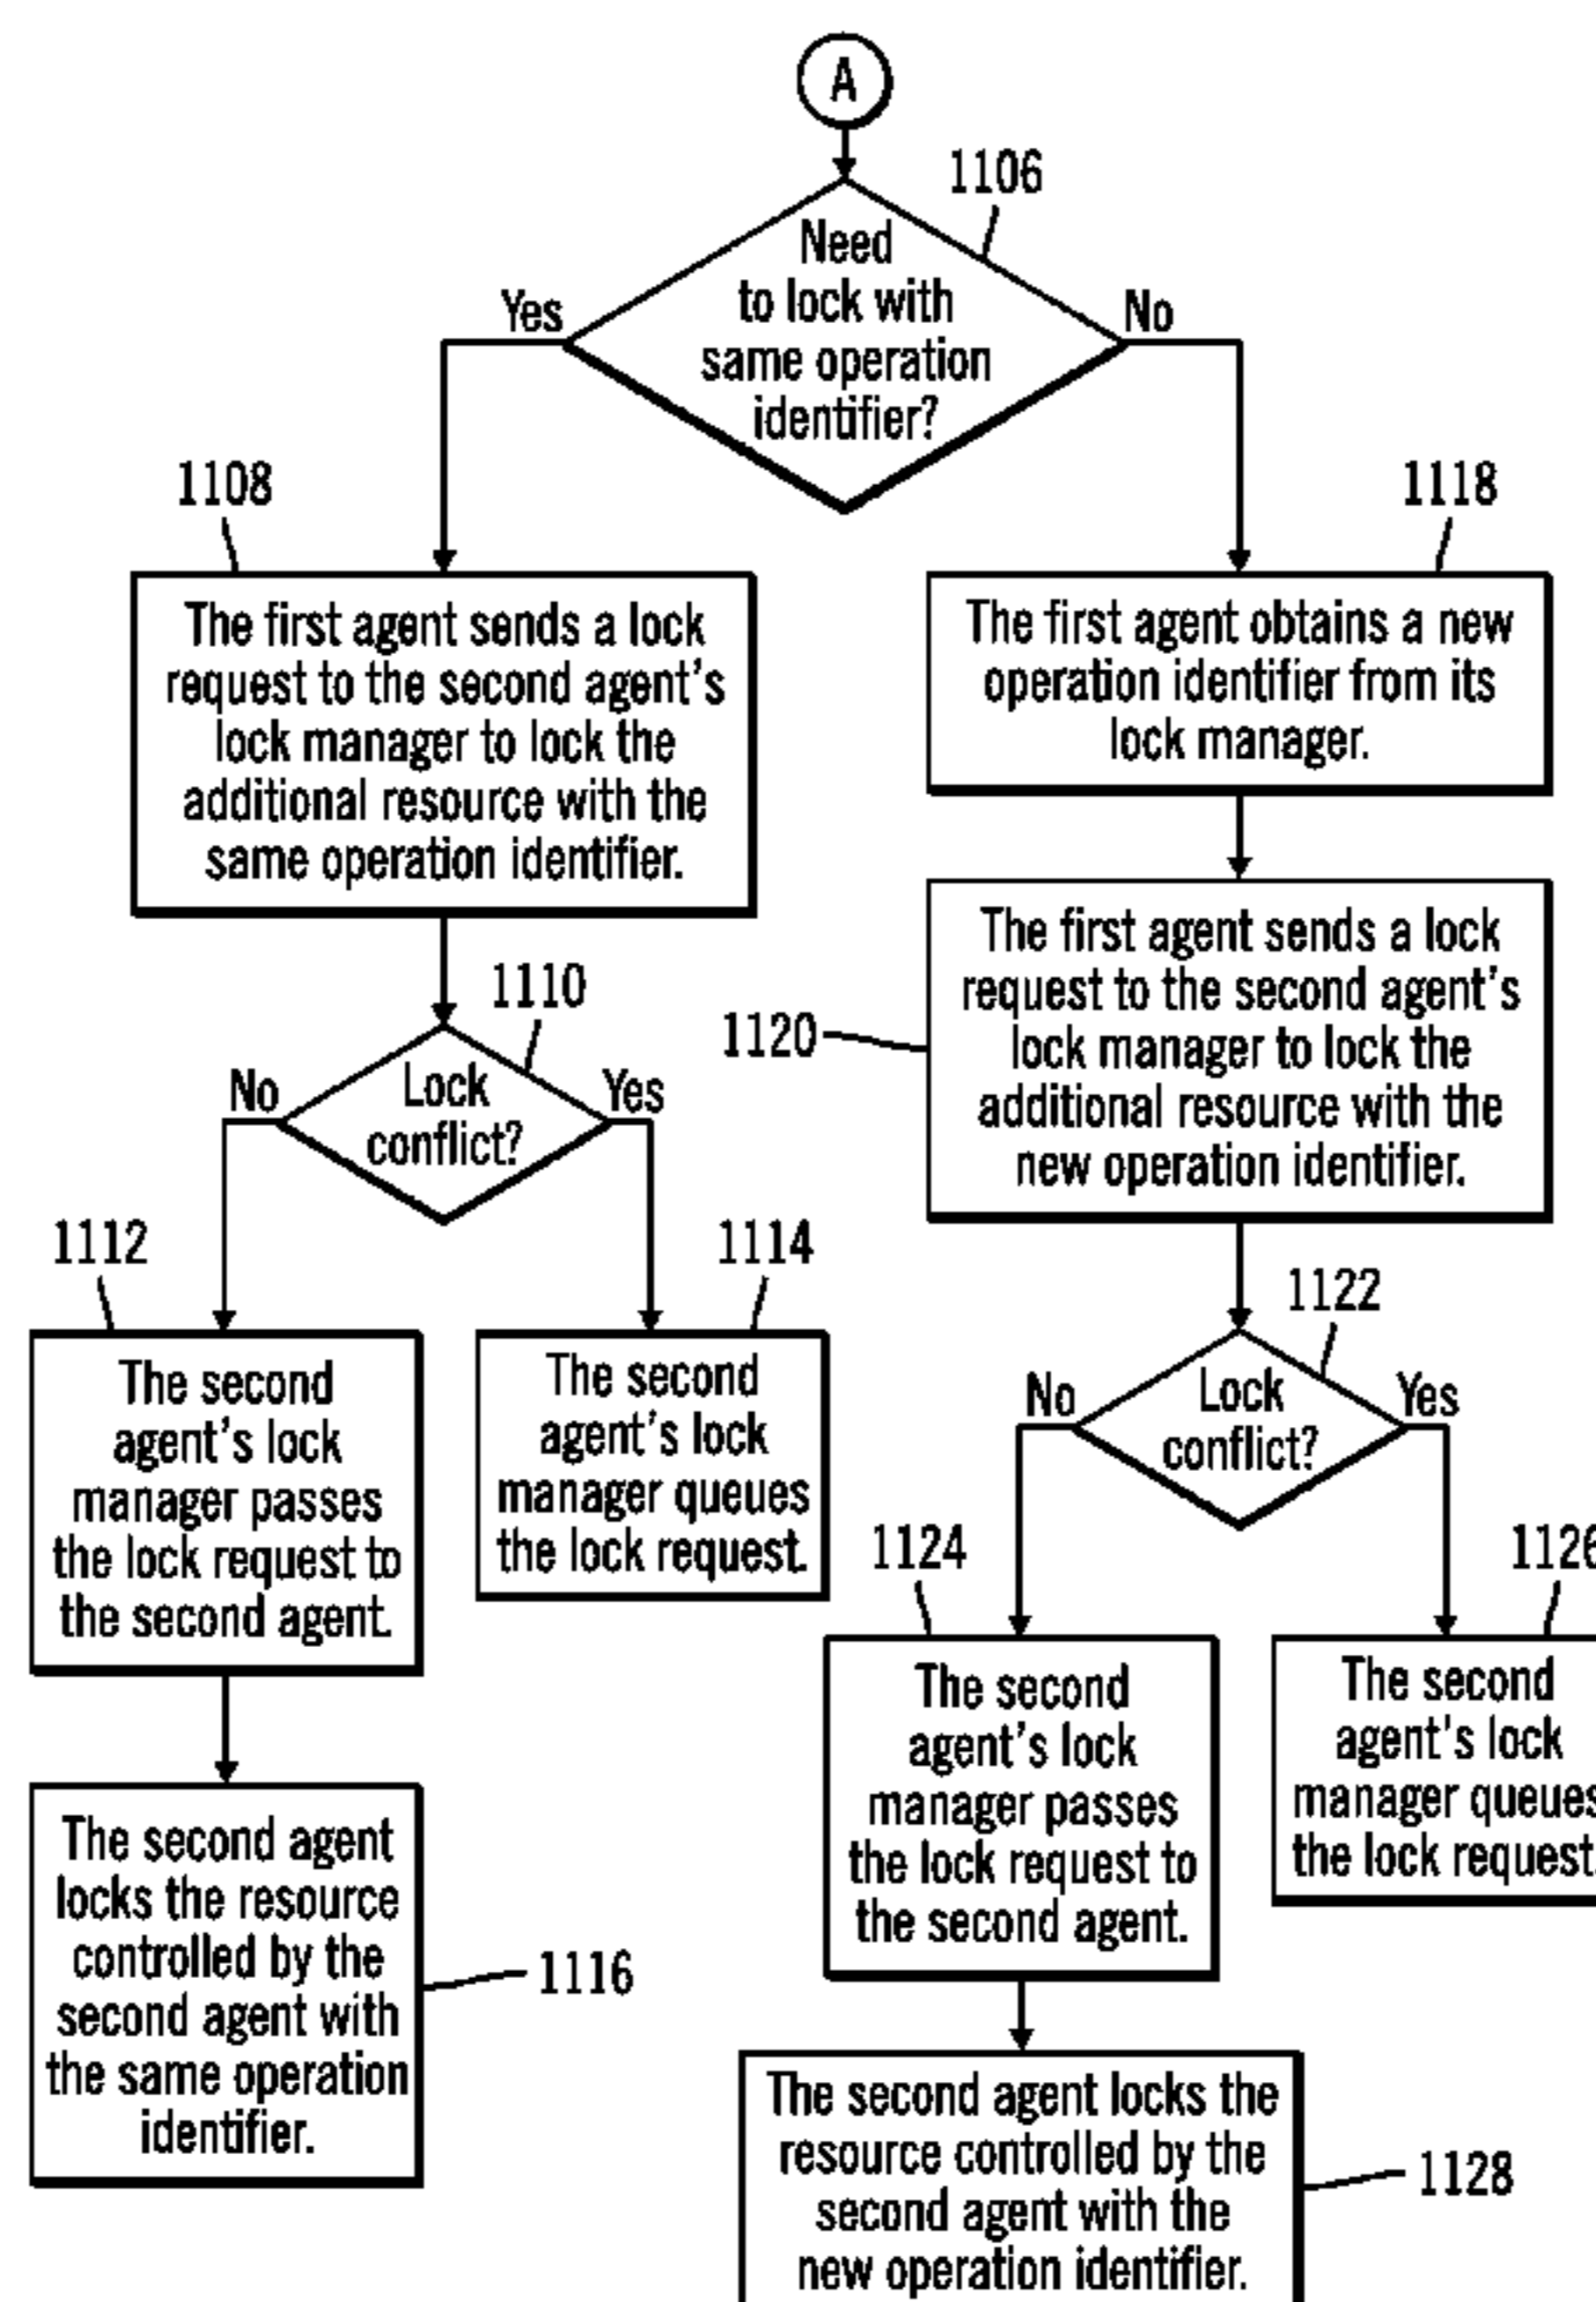 A
1106
Need
to lock with
same operation
identifier?
Yes
No
1108
The first agent sends a lock
request to the second agent's
lock manager to lock the
additional resource with the
same operation identifier.
1118
The first agent obtains a new
operation identifier from its
lock manager.
1110
Lock
conflict?
No
Yes
1120
The first agent sends a lock
request to the second agent's
lock manager to lock the
additional resource with the
new operation identifier.
1112
The second
agent's lock
manager passes
the lock request to
the second agent.
1114
The second
agent's lock
manager queues
the lock request.
1122
Lock
conflict?
No
Yes
1116
The second agent
locks the resource
controlled by the
second agent with
the same operation
identifier.
1124
The second
agent's lock
manager passes
the lock request to
the second agent.
1126
The second
agent's lock
manager queues
the lock request.
1128
The second agent locks the
resource controlled by the
second agent with the
new operation identifier.